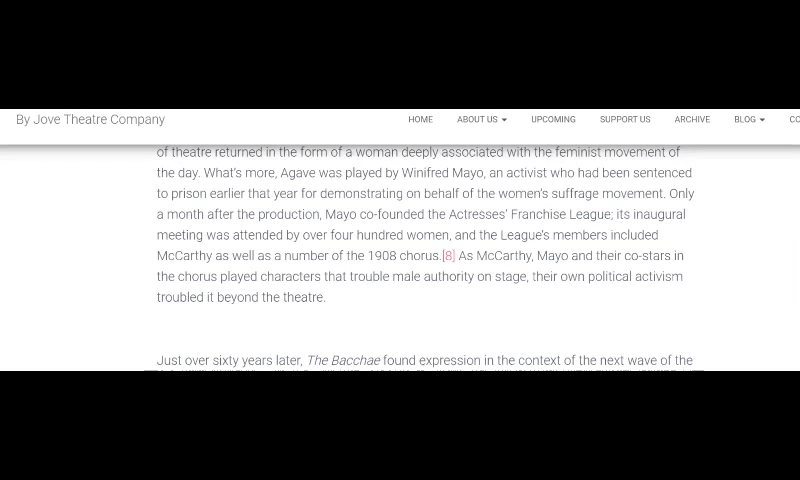 By Jove Theatre Company HOME ABOUT US UPCOMING SUPPORT US ARCHIVE BLOG
of theatre returned in the form of a woman deeply associated with the feminist movement of
the day. What's more, Agave was played by Winifred Mayo, an activist who had been sentenced
to prison earlier that year for demonstrating on behalf of the women's suffrage movement. Only
a month after the production, Mayo co-founded the Actresses' Franchise League; its inaugural
meeting was attended by over four hundred women, and the League's members included
McCarthy as well as a number of the 1908 chorus.[8] As McCarthy, Mayo and their co-stars in
the chorus played characters that trouble male authority on stage, their own political activism
troubled it beyond the theatre.
Just over sixty years later, The Bacchae found expression in the context of the next wave of the